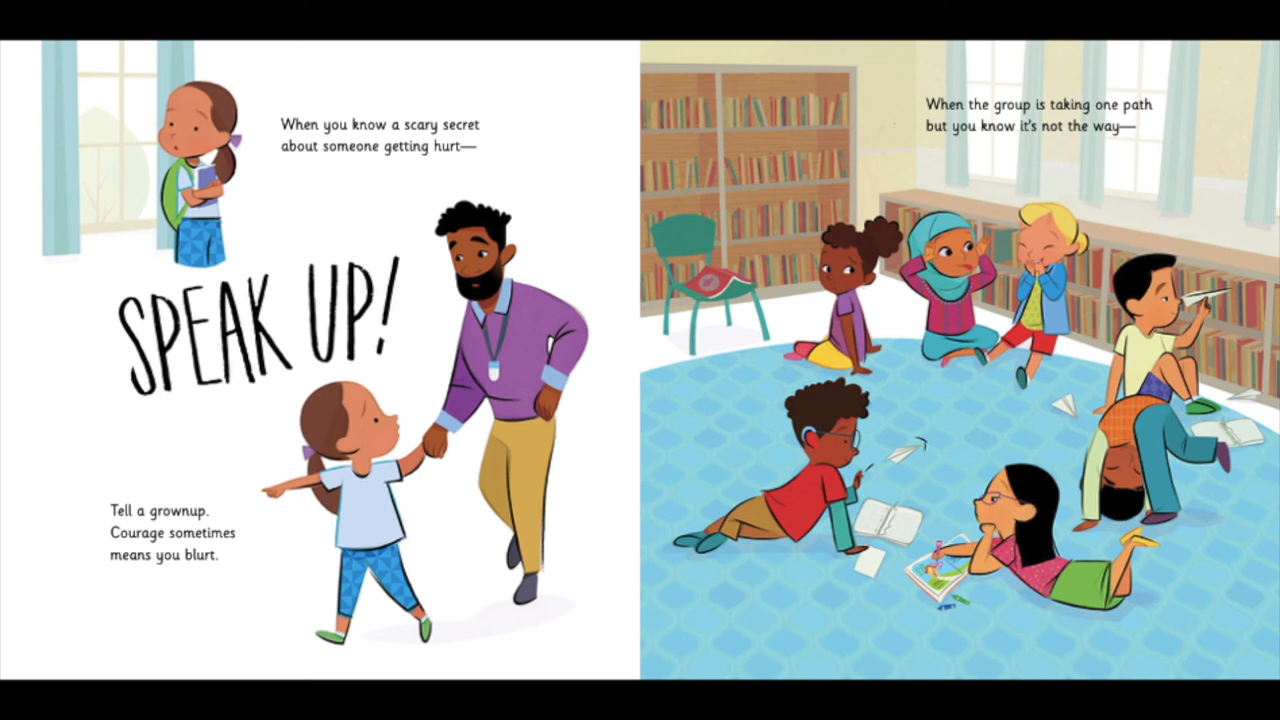 When you know a scary secret
about someone getting hurt—
SPEAK UP!
Tell a grownup.
Courage sometimes
means you blurt.
When the group is taking one path
but you know it's not the way—